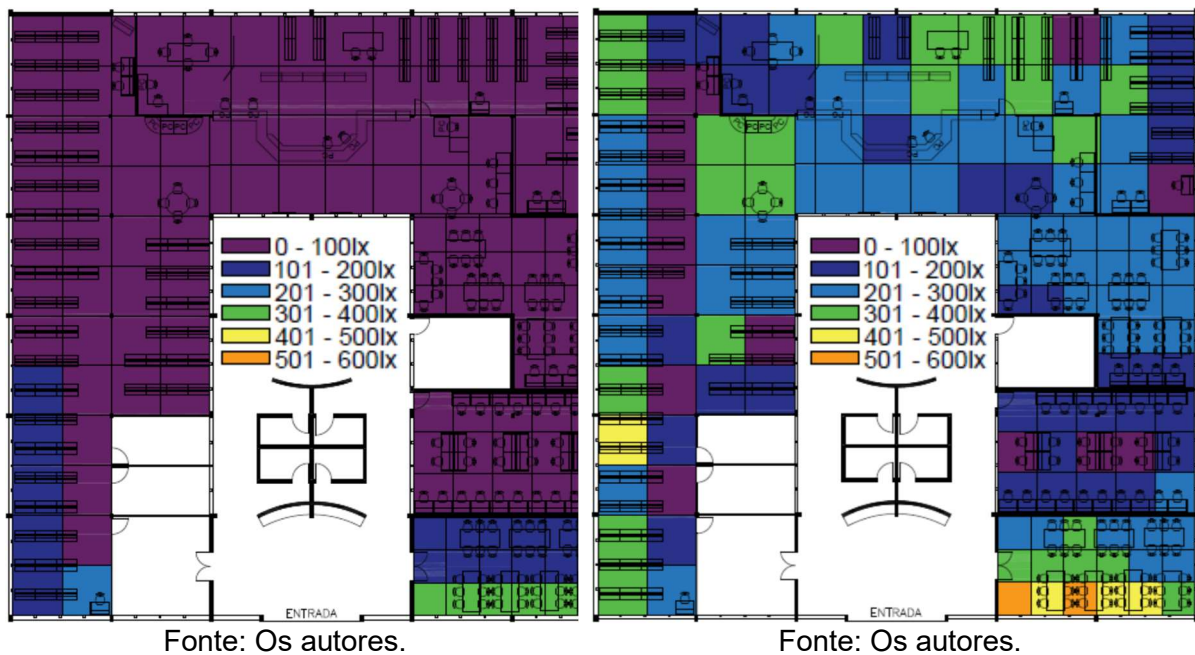 0 - 100lx
101 - 200lx
201 - 300lx
301 - 400lx
401 - 500lx
501 - 600lx
ENTRADA
Fonte: Os autores.
0 - 100lx
101 - 200lx
201 - 300lx
301 - 400lx
401 - 500lx
501 - 600lx
ENTRADA
Fonte: Os autores.